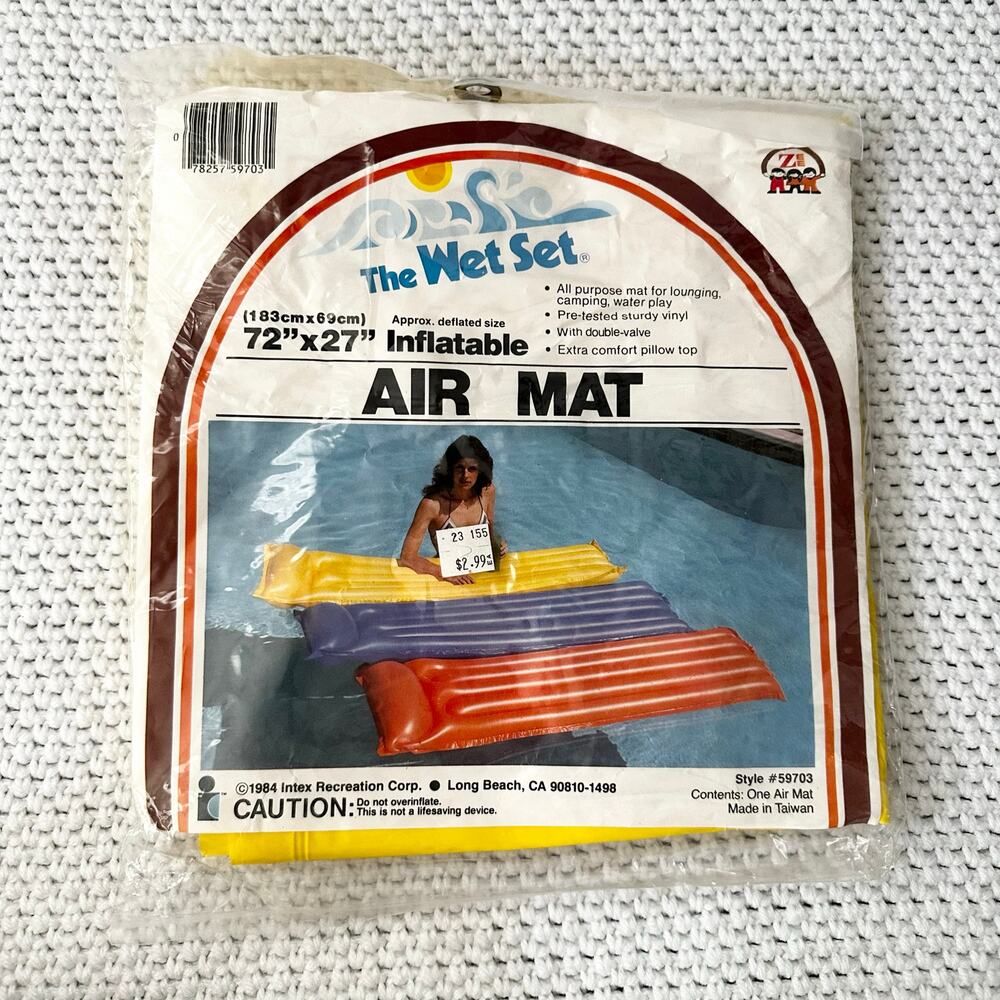 0 78257 59703
Z
EE
The Wet Set®
(183cmx69cm) Approx. deflated size
72”x27” Inflatable
• All purpose mat for lounging,
camping, water play
• Pre-tested sturdy vinyl
• With double-valve
• Extra comfort pillow top
AIR MAT
23 155
$2.99
©1984 Intex Recreation Corp. ● Long Beach, CA 90810-1498
CAUTION: Do not overinflate.
This is not a lifesaving device.
Style #59703
Contents: One Air Mat
Made in Taiwan